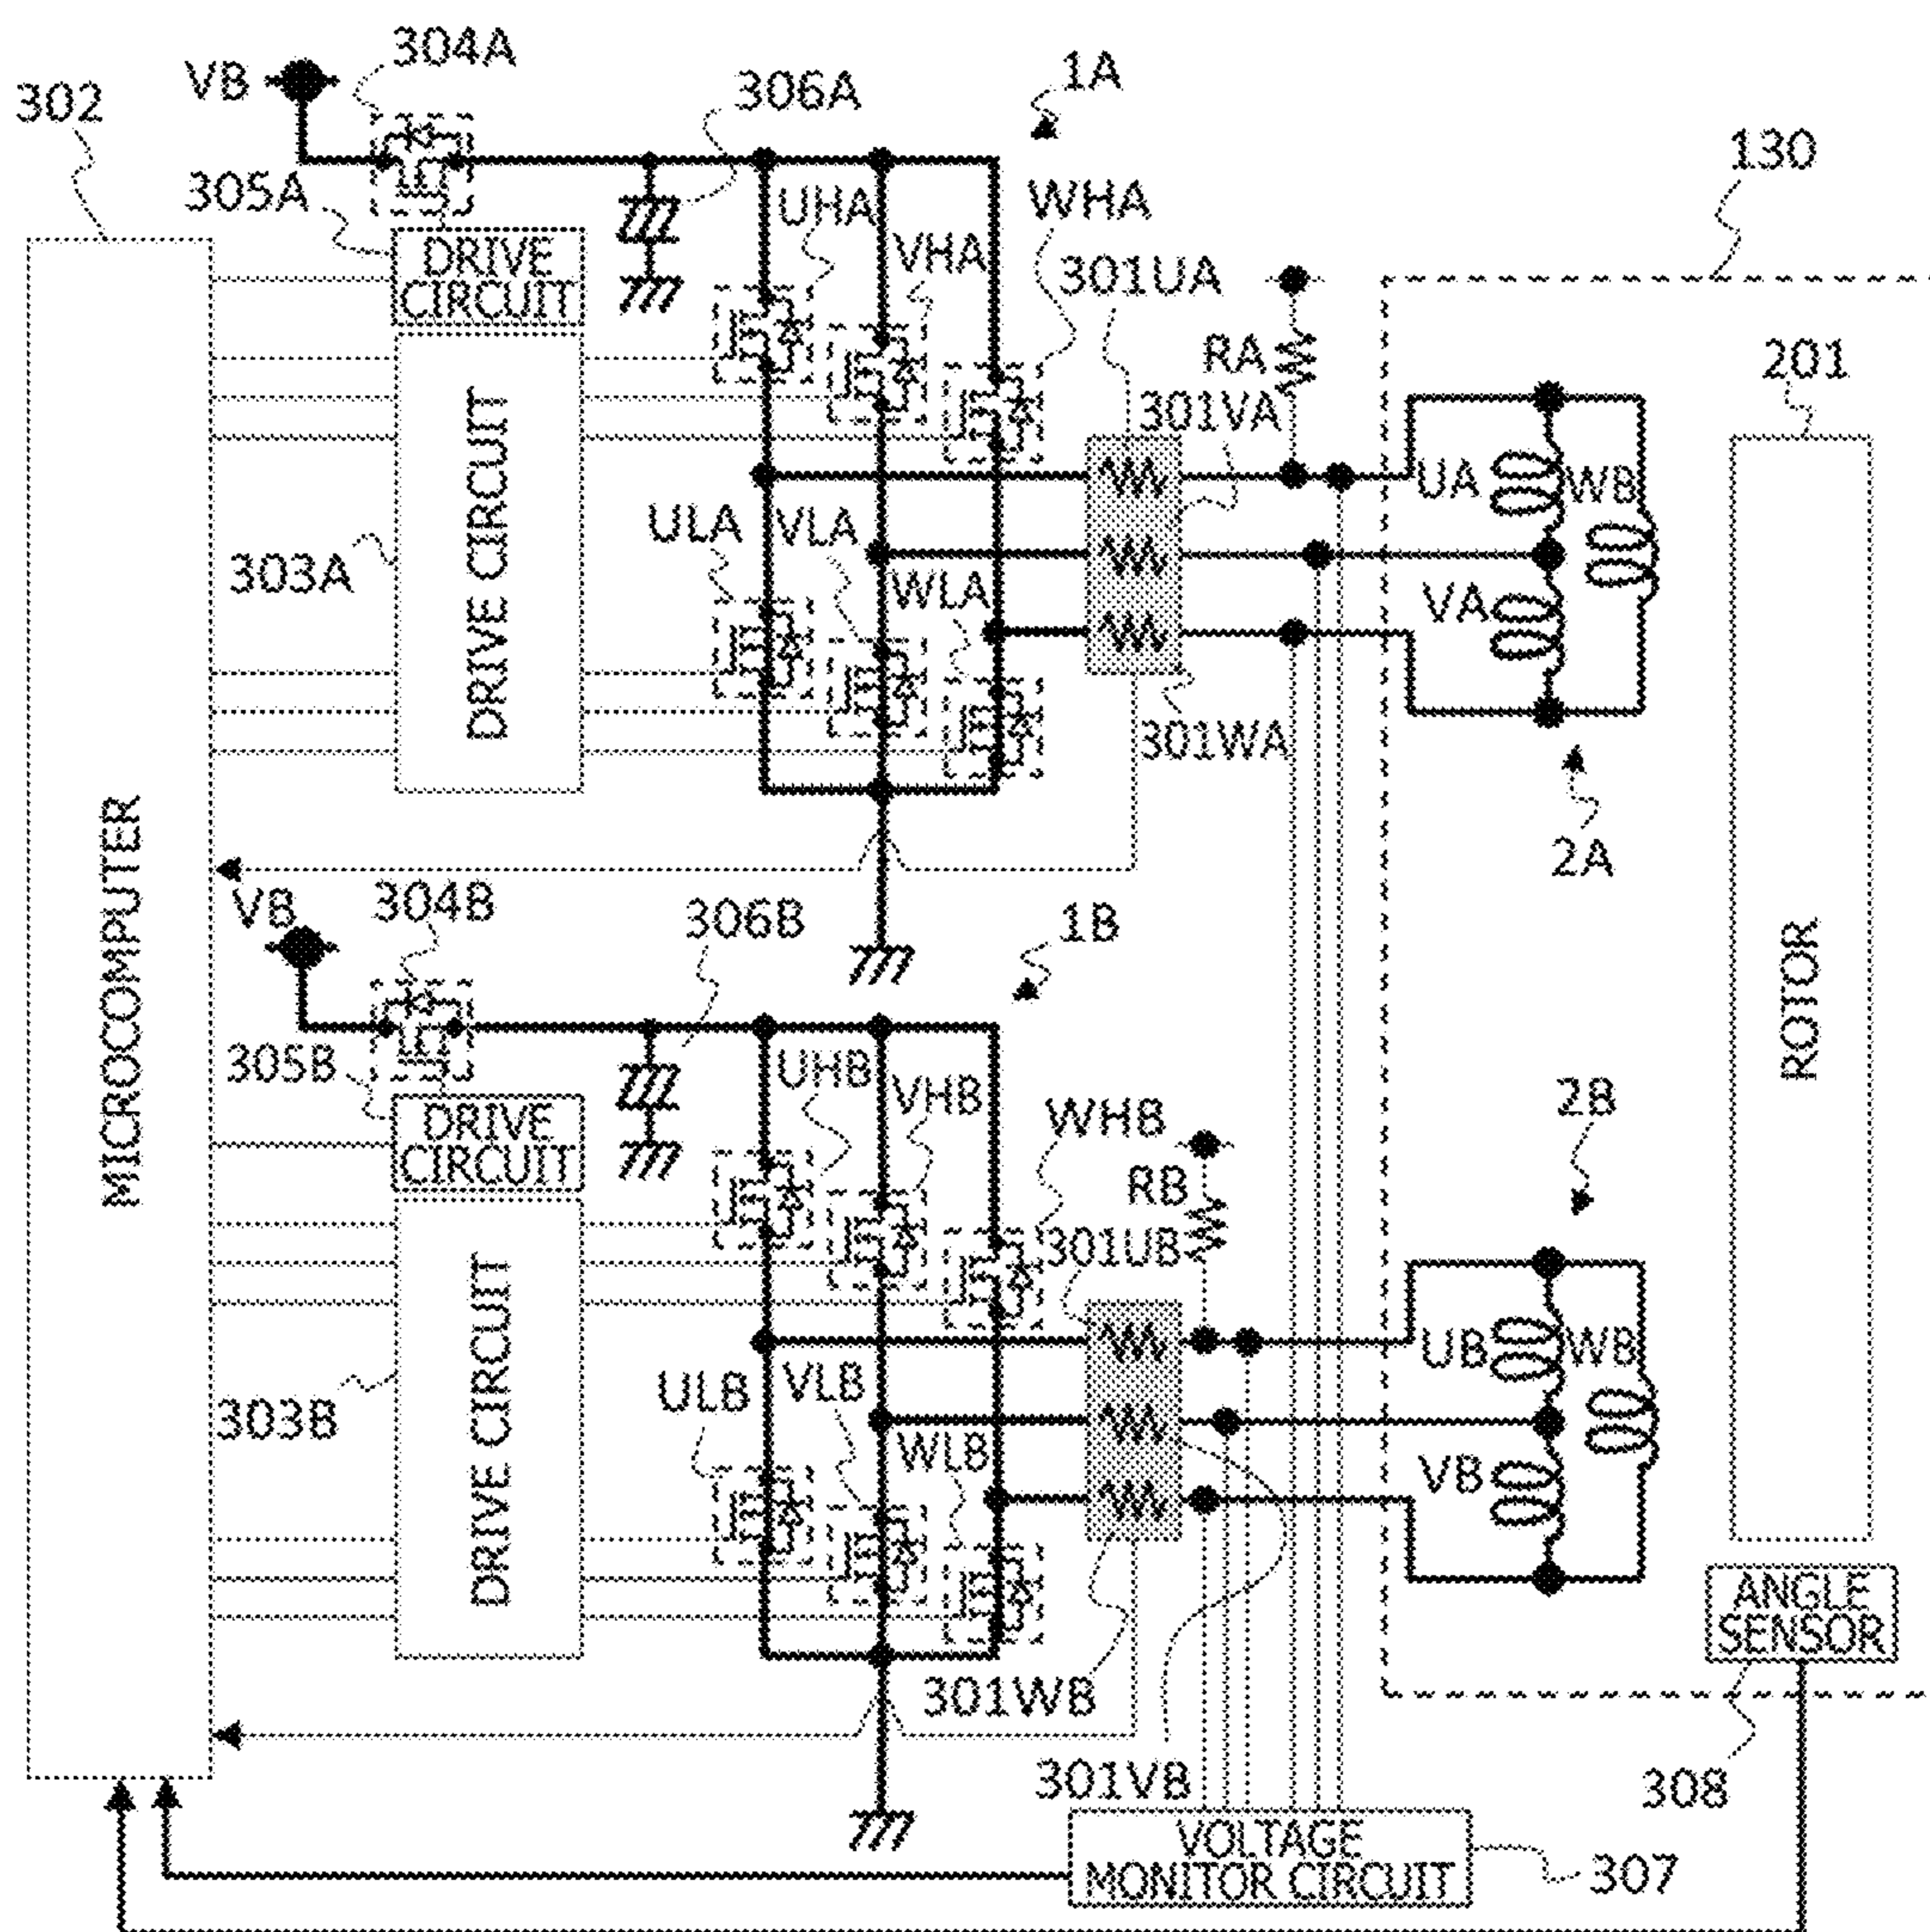 304A
VB
302
306A
1A
130
305A
UHA
WHA
VHA
301UA
DRIVE
CIRCUIT
RA
201
301VA
UA
WB
ULA
VLA
303A
DRIVE CIRCUIT
WLA
VA
301WA
2A
MICROCOMPUTER
ROTOR
VB
304B
306B
1B
305B
UHB
VHB
WHB
2B
DRIVE
CIRCUIT
RB
301UB
UB
WB
ULB
VLB
303B
DRIVE CIRCUIT
WLB
VB
ANGLE
SENSOR
301WB
301VB
308
VOLTAGE
MONITOR CIRCUIT
307